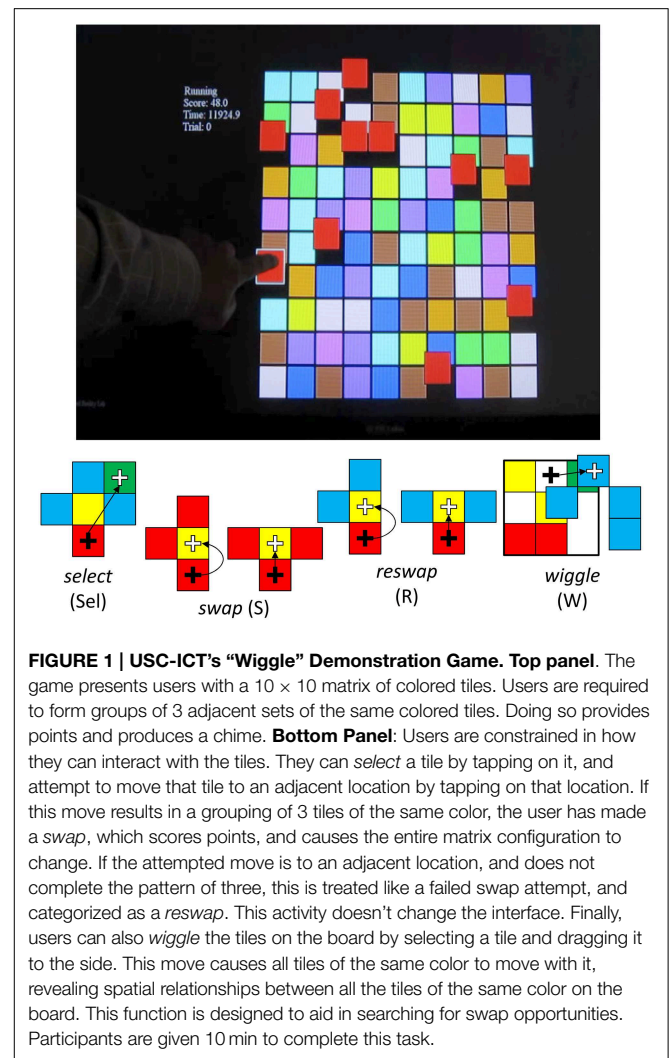 Running
Score: 48.0
Time: 11924.9
Trial: 0
select
(Sel)
swap (S)
reswap
(R)
wiggle
(W)
FIGURE 1 | USC-ICT’s “Wiggle” Demonstration Game. Top panel. The
game presents users with a 10 × 10 matrix of colored tiles. Users are required
to form groups of 3 adjacent sets of the same colored tiles. Doing so provides
points and produces a chime. Bottom Panel: Users are constrained in how
they can interact with the tiles. They can select a tile by tapping on it, and
attempt to move that tile to an adjacent location by tapping on that location. If
this move results in a grouping of 3 tiles of the same color, the user has made
a swap, which scores points, and causes the entire matrix configuration to
change. If the attempted move is to an adjacent location, and does not
complete the pattern of three, this is treated like a failed swap attempt, and
categorized as a reswap. This activity doesn’t change the interface. Finally,
users can also wiggle the tiles on the board by selecting a tile and dragging it
to the side. This move causes all tiles of the same color to move with it,
revealing spatial relationships between all the tiles of the same color on the
board. This function is designed to aid in searching for swap opportunities.
Participants are given 10 min to complete this task.